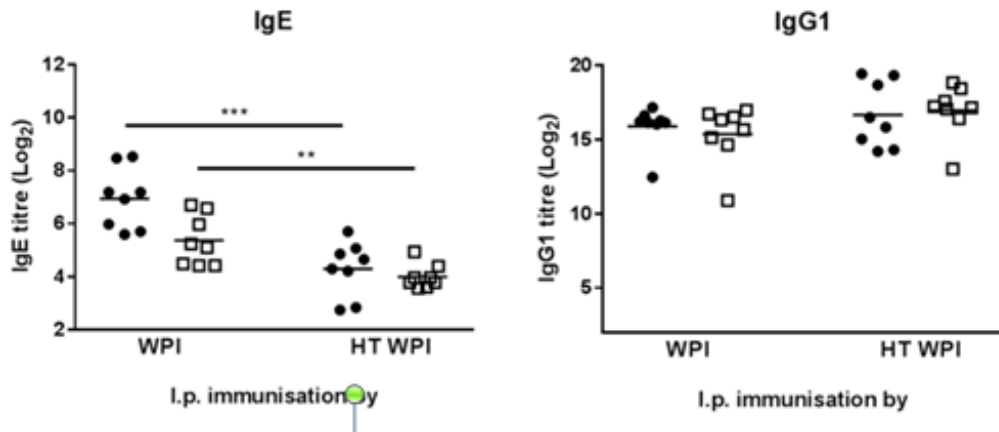 IgE
IgE titre (Log2)
12
10
8
6
4
2
***
**
WPI
HT WPI
I.p. immunisation by
IgG1
IgG1 titre (Log2)
20
15
10
5
WPI
HT WPI
I.p. immunisation by